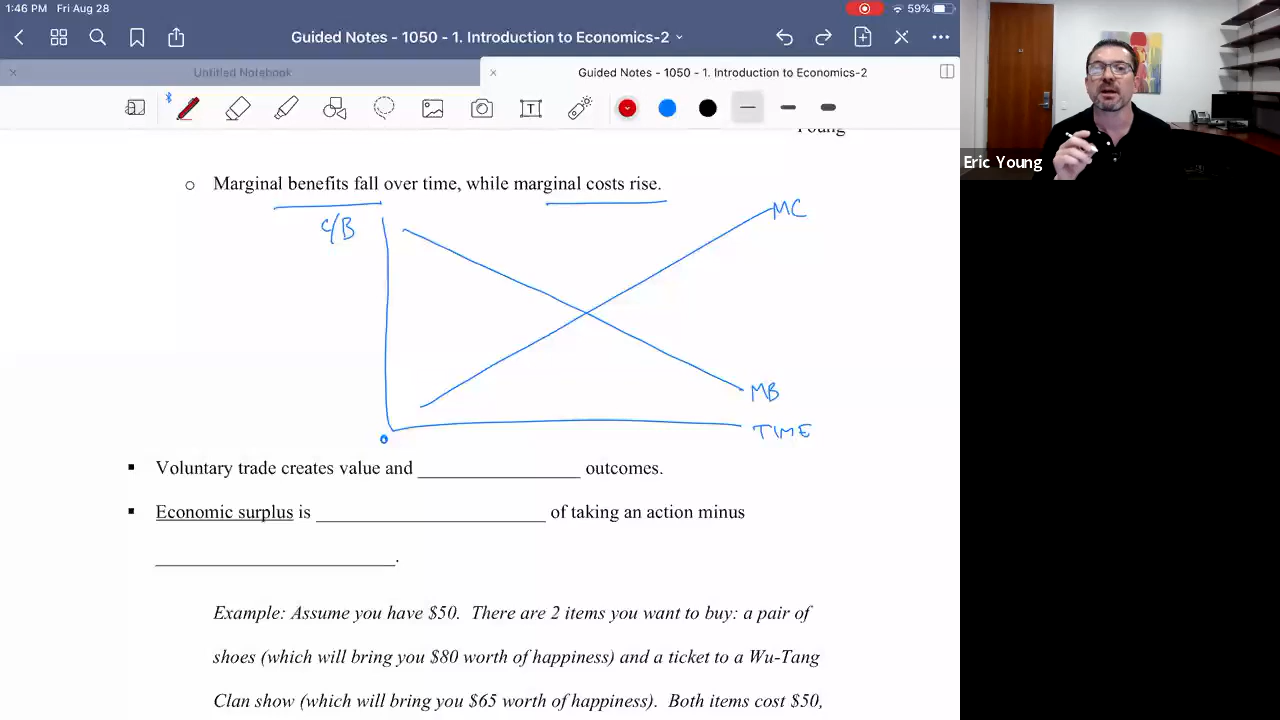 1:46 PM Fri Aug 28
59%
Guided Notes - 1050 - 1. Introduction to Economics-2
Untitled Notebook
Guided Notes - 1050 - 1. Introduction to Economics-2
Young
Marginal benefits fall over time, while marginal costs rise.
C/B
MC
MB
TIME
0
Voluntary trade creates value and ________________ outcomes.
Economic surplus is ______________________ of taking an action minus
_______________________.
Example: Assume you have $50. There are 2 items you want to buy: a pair of
shoes (which will bring you $80 worth of happiness) and a ticket to a Wu-Tang
Clan show (which will bring you $65 worth of happiness). Both items cost $50,
Eric Young